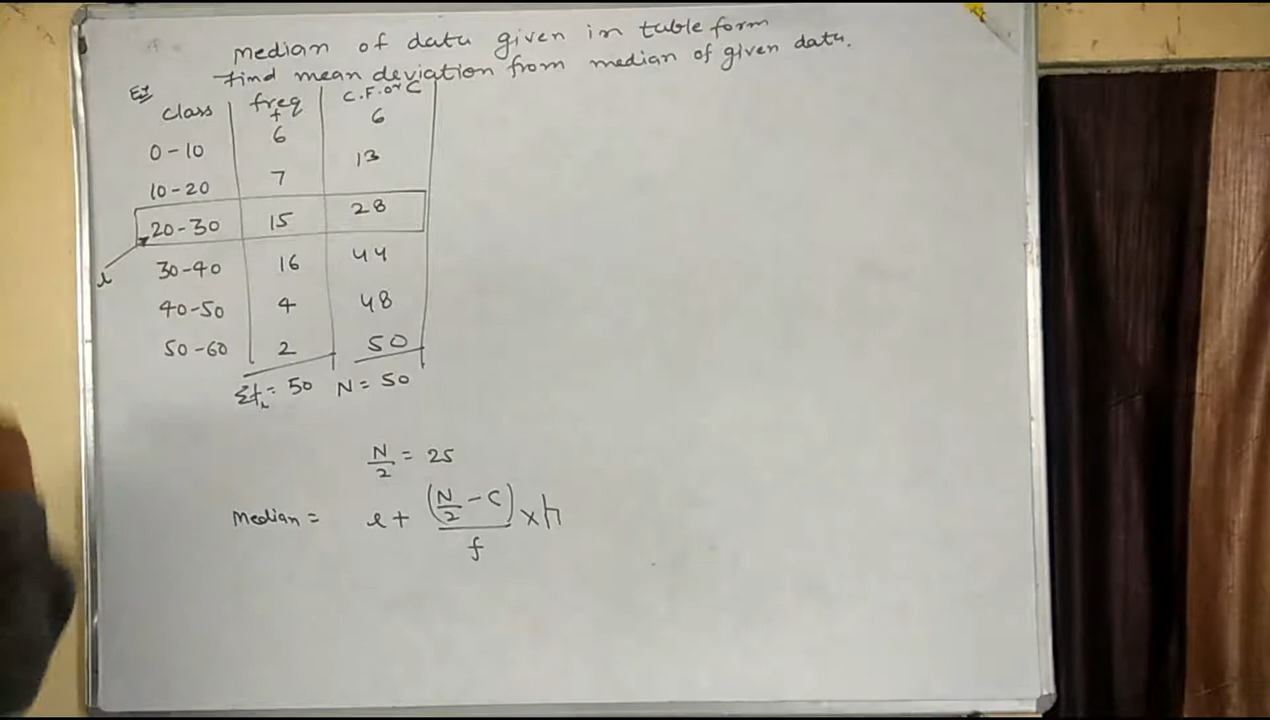 median of data given in table form
Ex find mean deviation from median of given data.
class freq f C.F. or C
0-10 6 6
10-20 7 13
20-30 15 28
l
30-40 16 44
40-50 4 48
50-60 2 50
Σfi = 50 N = 50
N/2 = 25
Median = l + (N/2 - C)/f × h